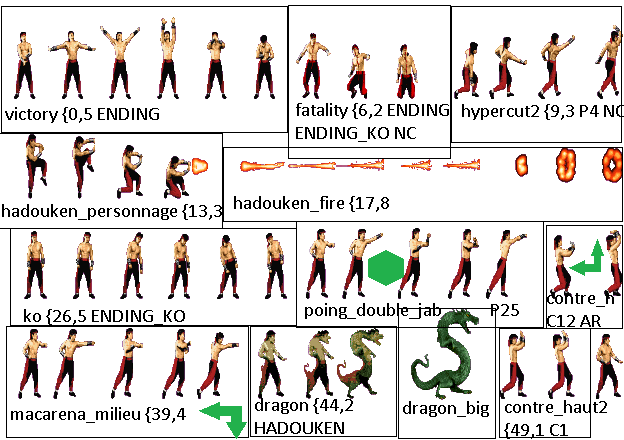 victory {0,5 ENDING
fatality {6,2 ENDING
ENDING_KO NC
hypercut2 {9,3 P4 NC
hadouken_personnage {13,3
hadouken_fire {17,8
ko {26,5 ENDING_KO
poing_double_jab P25
contre_h
C12 AR
macarena_milieu {39,4
dragon {44,2
HADOUKEN
dragon_big
contre_haut2
{49,1 C1